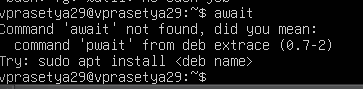 vprasetya29@vprasetya29:~$ await
Command 'await' not found, did you mean:
command 'pwait' from deb extrace (0.7-2)
Try: sudo apt install <deb name>
vprasetya29@vprasetya29:~$